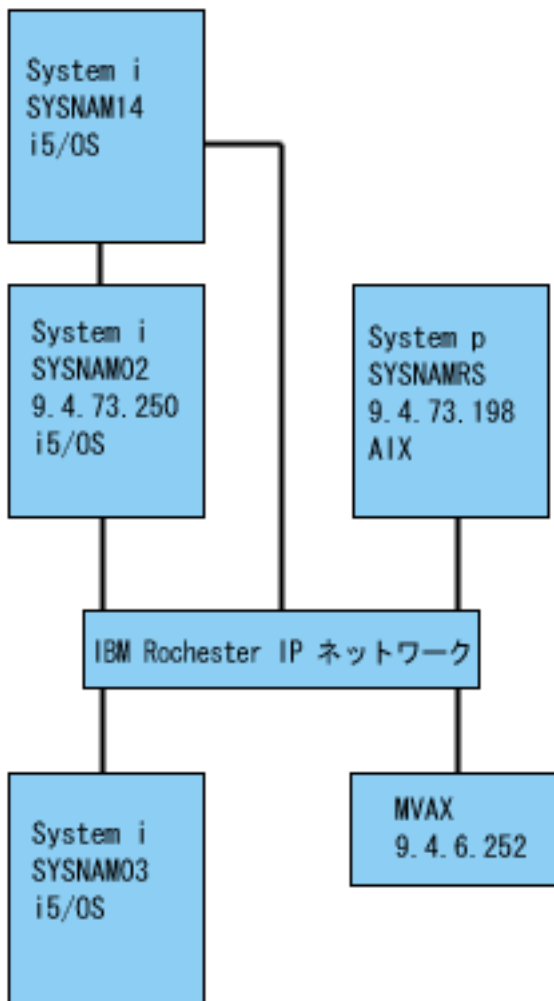 System i
SYSNAM14
i5/OS
System i
SYSNAM02
9.4.73.250
i5/OS
System p
SYSNAMRS
9.4.73.198
AIX
IBM Rochester IP ネットワーク
System i
SYSNAM03
i5/OS
MVAX
9.4.6.252